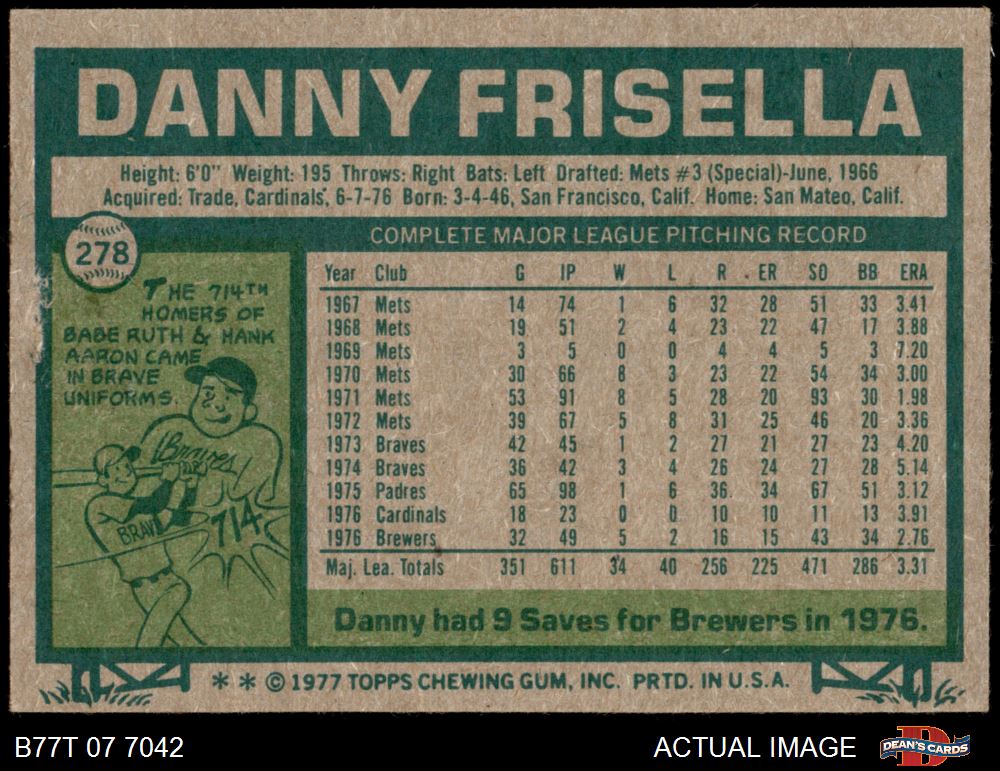 DANNY FRISELLA
Height: 6'0" Weight: 195 Throws: Right Bats: Left Drafted: Mets #3 (Special)-June, 1966
Acquired: Trade, Cardinals, 6-7-76 Born: 3-4-46, San Francisco, Calif. Home: San Mateo, Calif.
278
COMPLETE MAJOR LEAGUE PITCHING RECORD
THE 714TH
HOMERS OF
BABE RUTH & HANK
AARON CAME
IN BRAVE
UNIFORMS.
Braves
BRAV
714
Year Club G IP W L R ER SO BB ERA
1967 Mets 14 74 1 6 32 28 51 33 3.41
1968 Mets 19 51 2 4 23 22 47 17 3.88
1969 Mets 3 5 0 0 4 4 5 3 7.20
1970 Mets 30 66 8 3 23 22 54 34 3.00
1971 Mets 53 91 8 5 28 20 93 30 1.98
1972 Mets 39 67 5 8 31 25 46 20 3.36
1973 Braves 42 45 1 2 27 21 27 23 4.20
1974 Braves 36 42 3 4 26 24 27 28 5.14
1975 Padres 65 98 1 6 36 34 67 51 3.12
1976 Cardinals 18 23 0 0 10 10 11 13 3.91
1976 Brewers 32 49 5 2 16 15 43 34 2.76
Maj. Lea. Totals 351 611 34 40 256 225 471 286 3.31
Danny had 9 Saves for Brewers in 1976.
* * © 1977 TOPPS CHEWING GUM, INC. PRTD. IN U.S.A.
B77T 07 7042
ACTUAL IMAGE
DEAN'S CARDS